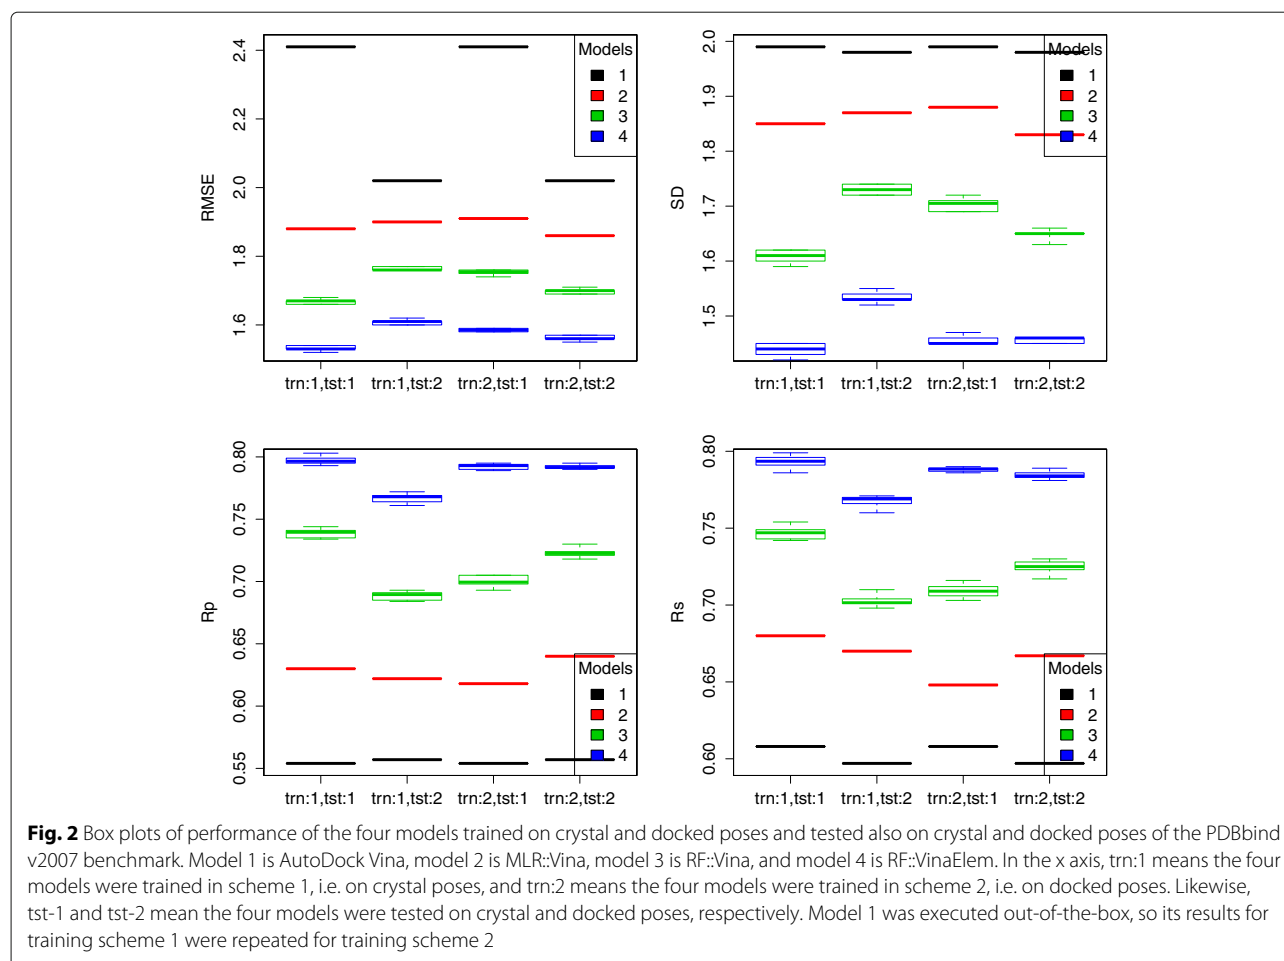 2.4
2.2
2.0
1.8
1.6
RMSE
Models
1
2
3
4
trn:1,tst:1 trn:1,tst:2 trn:2,tst:1 trn:2,tst:2
2.0
1.9
1.8
1.7
1.6
1.5
SD
Models
1
2
3
4
trn:1,tst:1 trn:1,tst:2 trn:2,tst:1 trn:2,tst:2
0.80
0.75
0.70
0.65
0.60
0.55
Rp
Models
1
2
3
4
trn:1,tst:1 trn:1,tst:2 trn:2,tst:1 trn:2,tst:2
0.80
0.75
0.70
0.65
0.60
Rs
Models
1
2
3
4
trn:1,tst:1 trn:1,tst:2 trn:2,tst:1 trn:2,tst:2
Fig. 2 Box plots of performance of the four models trained on crystal and docked poses and tested also on crystal and docked poses of the PDBbind
v2007 benchmark. Model 1 is AutoDock Vina, model 2 is MLR::Vina, model 3 is RF::Vina, and model 4 is RF::VinaElem. In the x axis, trn:1 means the four
models were trained in scheme 1, i.e. on crystal poses, and trn:2 means the four models were trained in scheme 2, i.e. on docked poses. Likewise,
tst-1 and tst-2 mean the four models were tested on crystal and docked poses, respectively. Model 1 was executed out-of-the-box, so its results for
training scheme 1 were repeated for training scheme 2